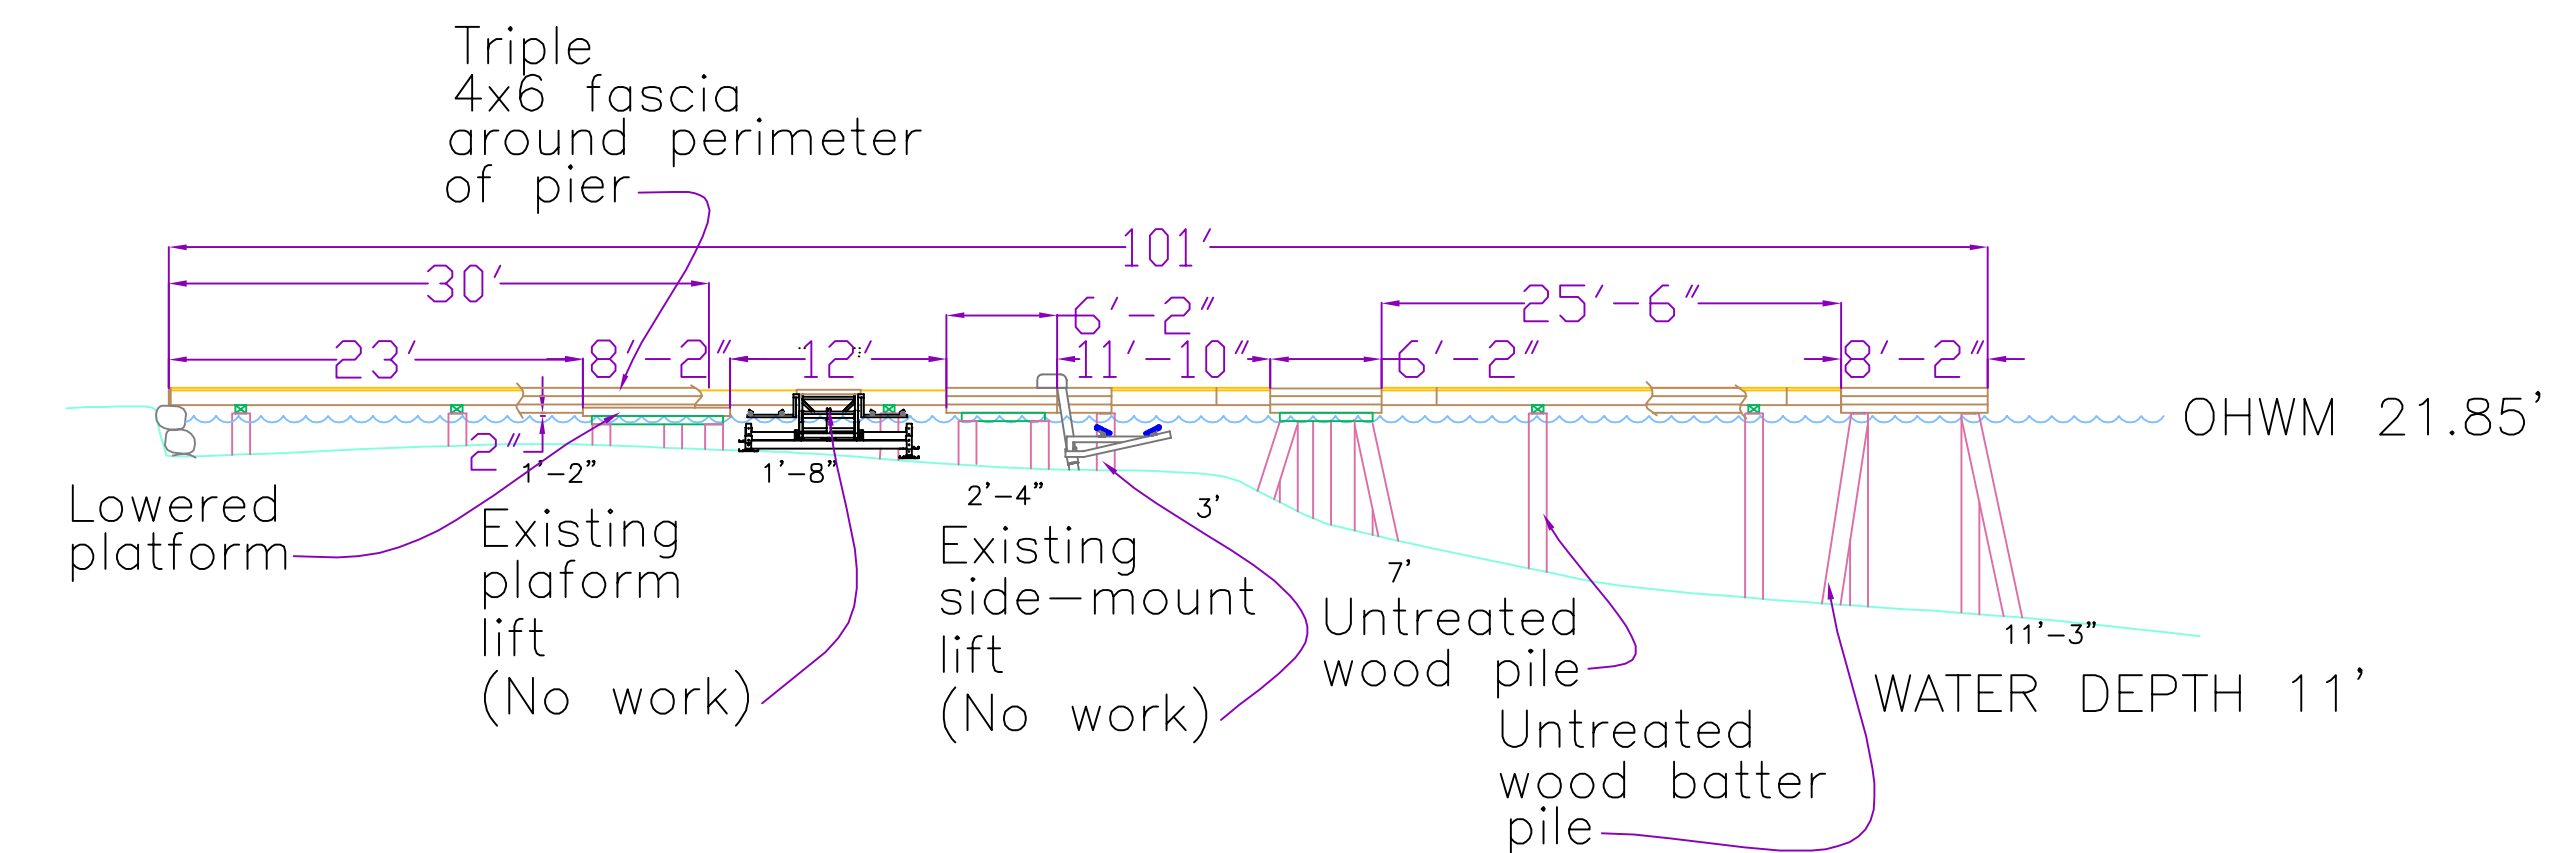 Triple
4x6 fascia
around perimeter
of pier
101'
30'
25'-6"
6'-2"
23'
8'-2"
12'
11'-10"
6'-2"
8'-2"
OHWM 21.85'
2"
1'-2"
1'-8"
2'-4"
3'
7'
11'-3"
Lowered
platform
Existing
plaform
lift
(No work)
Existing
side-mount
lift
(No work)
Untreated
wood pile
WATER DEPTH 11'
Untreated
wood batter
pile